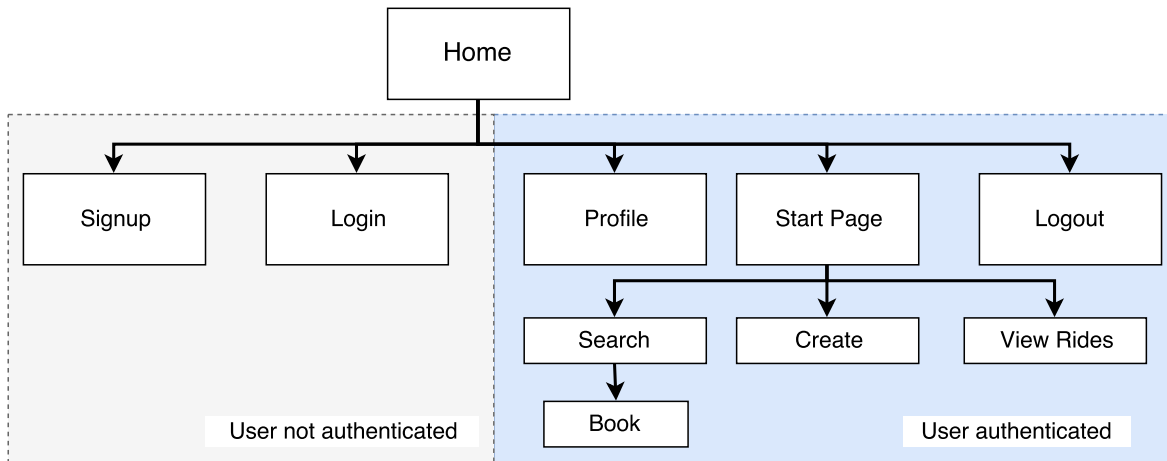 Home
Signup
Login
Profile
Start Page
Logout
Search
Create
View Rides
Book
User not authenticated
User authenticated